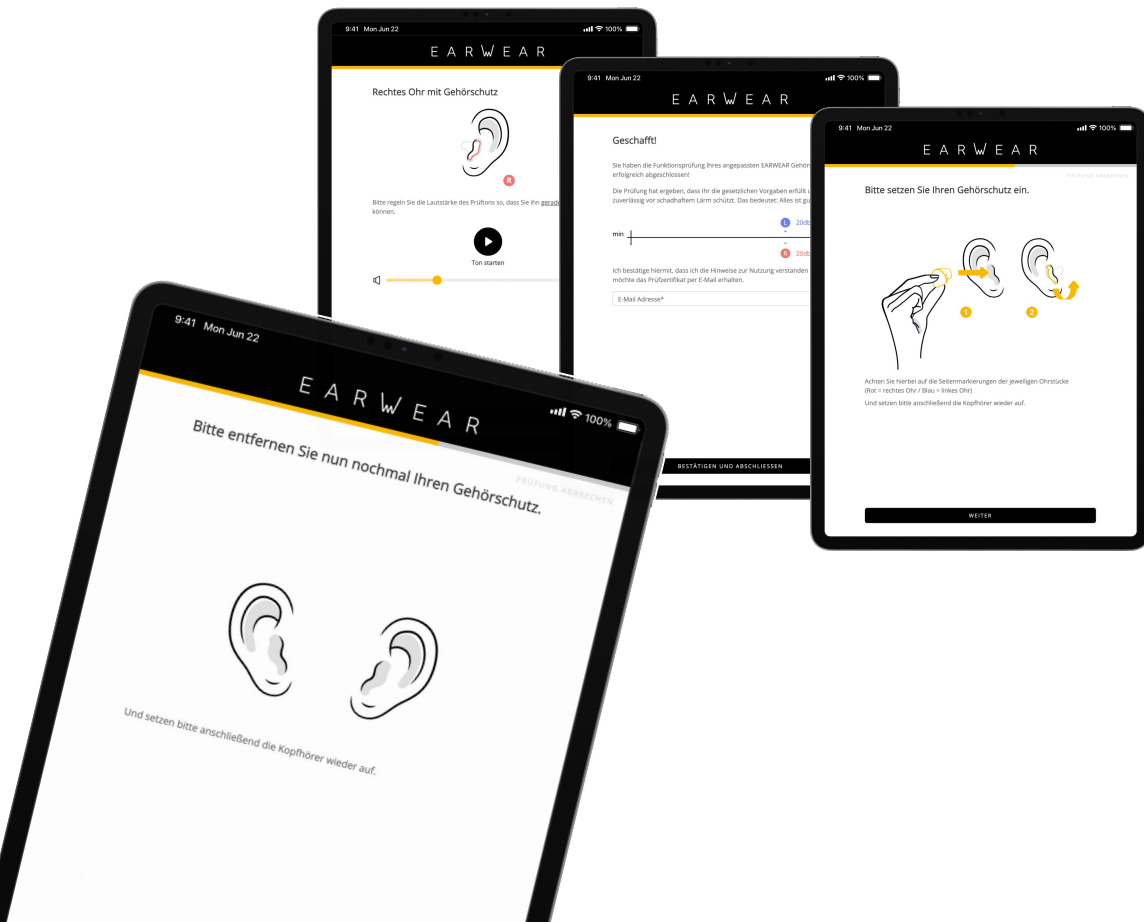 9:41 Mon Jun 22
100%
EARWEAR
Rechtes Ohr mit Gehörschutz
R
Bitte regeln Sie die Lautstärke des Prüftons so, dass Sie ihn
können.
Ton starten
9:41 Mon Jun 22
100%
EARWEAR
Geschafft!
Sie haben die Funktionsprüfung Ihres angepassten EARWEAR
erfolgreich abgeschlossen!
Die Prüfung hat ergeben, dass Ihr die gesetzlichen Vorgaben erfüllt
zuverlässig vor schadhaftem Lärm schützt. Das bedeutet: Alles ist
L 20db
min
R 20db
Ich bestätige hiermit, dass ich die Hinweise zur Nutzung verstanden
möchte das Prüfzertifikat per E-Mail erhalten.
E-Mail Adresse*
BESTÄTIGEN UND ABSCHLIESSEN
9:41 Mon Jun 22
100%
EARWEAR
PRÜFUNG ABBRECHEN
Bitte setzen Sie Ihren Gehörschutz ein.
1
2
Achten Sie hierbei auf die Seitenmarkierungen der jeweiligen Ohrstücke
(Rot = rechtes Ohr / Blau = linkes Ohr)
Und setzen bitte anschließend die Kopfhörer wieder auf.
WEITER
9:41 Mon Jun 22
100%
EARWEAR
PRÜFUNG ABBRECHEN
Bitte entfernen Sie nun nochmal Ihren Gehörschutz.
Und setzen bitte anschließend die Kopfhörer wieder auf.